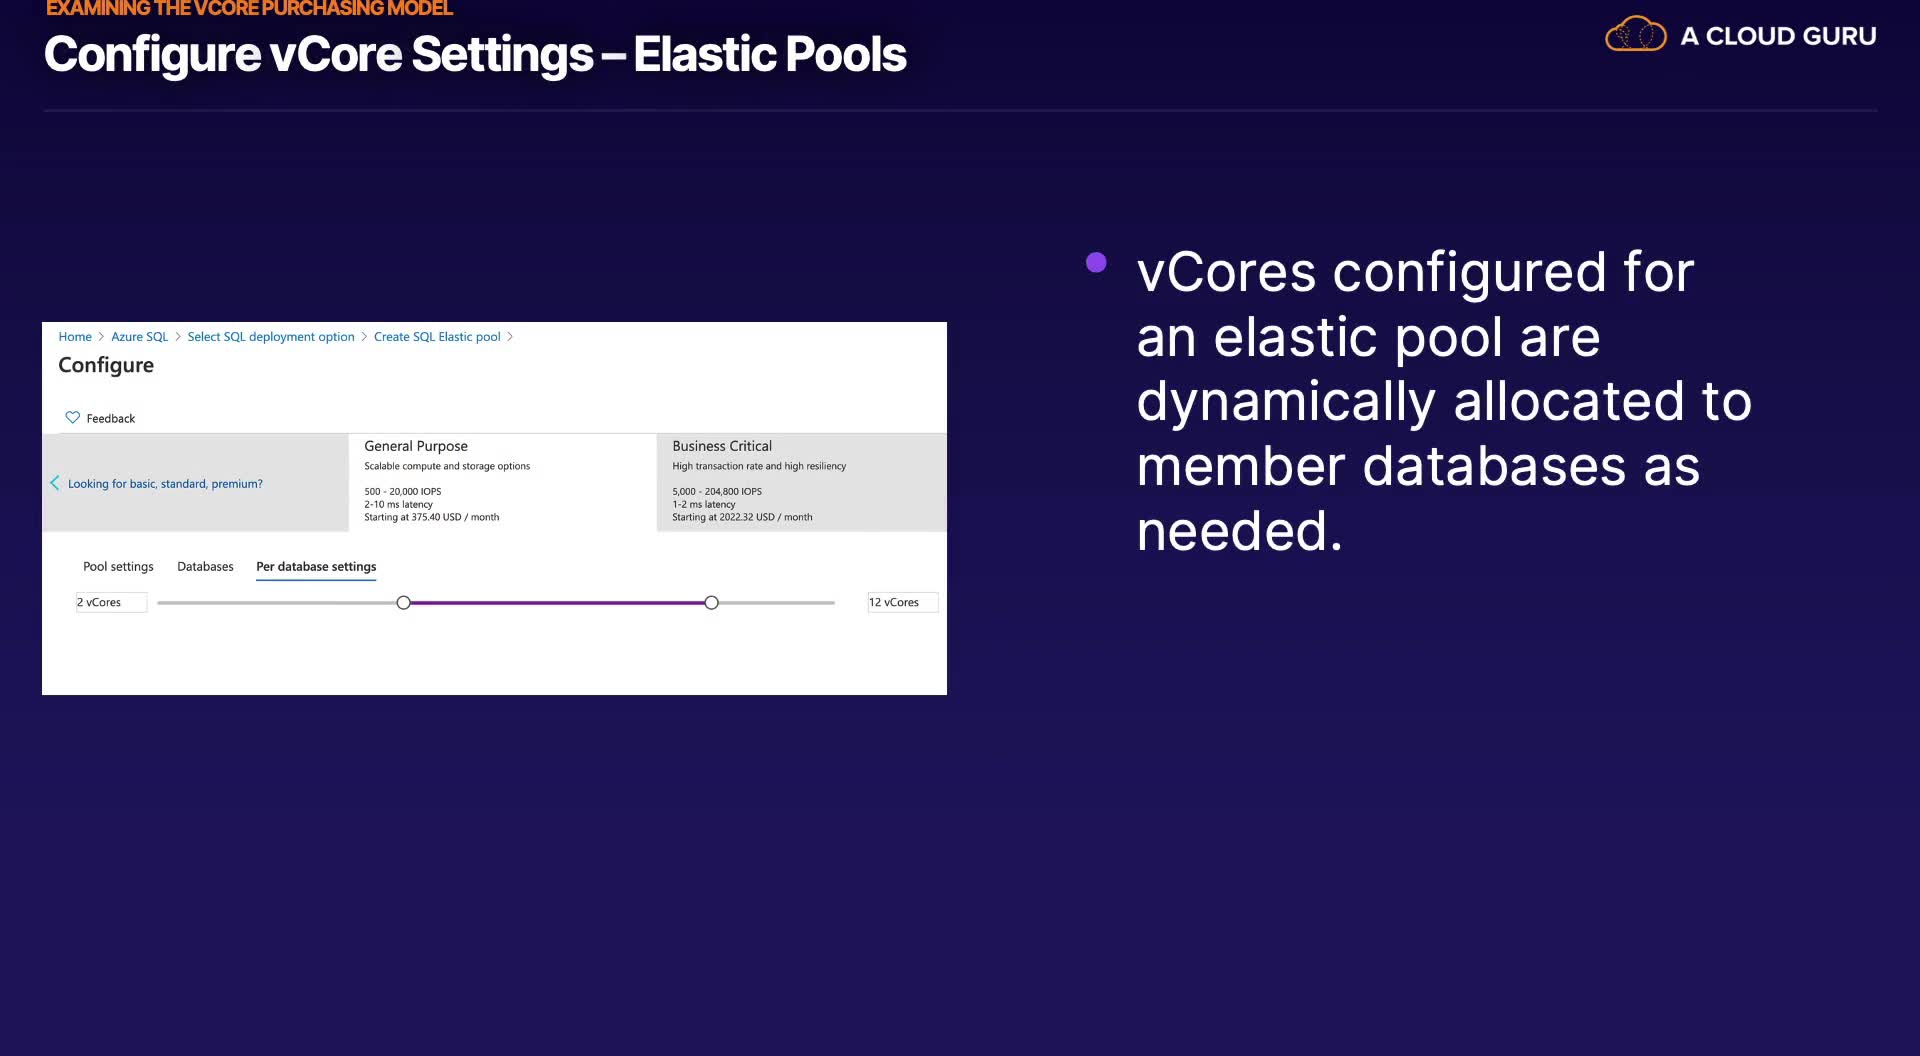 EXAMINING THE VCORE PURCHASING MODEL
Configure vCore Settings – Elastic Pools
A CLOUD GURU
Home > Azure SQL > Select SQL deployment option > Create SQL Elastic pool >
Configure
Feedback
Looking for basic, standard, premium?
General Purpose
Scalable compute and storage options
500 - 20,000 IOPS
2-10 ms latency
Starting at 375.40 USD / month
Business Critical
High transaction rate and high resiliency
5,000 - 204,800 IOPS
1-2 ms latency
Starting at 2022.32 USD / month
Pool settings Databases Per database settings
2 vCores 12 vCores
vCores configured for
an elastic pool are
dynamically allocated to
member databases as
needed.